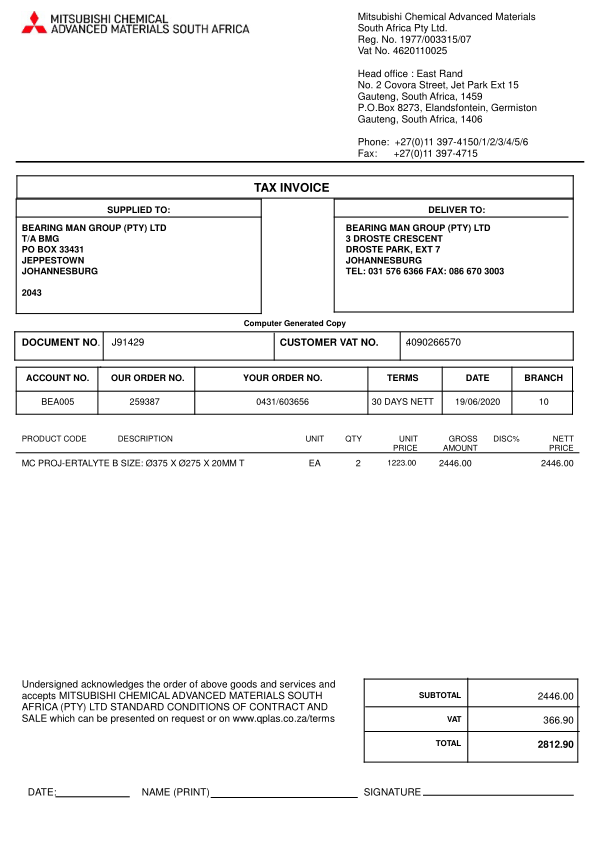 MITSUBISHI CHEMICAL
ADVANCED MATERIALS SOUTH AFRICA
Mitsubishi Chemical Advanced Materials
South Africa Pty Ltd.
Reg. No. 1977/003315/07
Vat No. 4620110025
Head office : East Rand
No. 2 Covora Street, Jet Park Ext 15
Gauteng, South Africa, 1459
P.O.Box 8273, Elandsfontein, Germiston
Gauteng, South Africa, 1406
Phone: +27(0)11 397-4150/1/2/3/4/5/6
Fax: +27(0)11 397-4715
TAX INVOICE
SUPPLIED TO:
BEARING MAN GROUP (PTY) LTD
T/A BMG
PO BOX 33431
JEPPESTOWN
JOHANNESBURG
2043
DELIVER TO:
BEARING MAN GROUP (PTY) LTD
3 DROSTE CRESCENT
DROSTE PARK, EXT 7
JOHANNESBURG
TEL: 031 576 6366 FAX: 086 670 3003
Computer Generated Copy
DOCUMENT NO. J91429 CUSTOMER VAT NO. 4090266570
ACCOUNT NO. OUR ORDER NO. YOUR ORDER NO. TERMS DATE BRANCH
BEA005 259387 0431/603656 30 DAYS NETT 19/06/2020 10
PRODUCT CODE DESCRIPTION UNIT QTY UNIT PRICE GROSS AMOUNT DISC% NETT PRICE
MC PROJ-ERTALYTE B SIZE: Ø375 X Ø275 X 20MM T EA 2 1223.00 2446.00 2446.00
Undersigned acknowledges the order of above goods and services and
accepts MITSUBISHI CHEMICAL ADVANCED MATERIALS SOUTH
AFRICA (PTY) LTD STANDARD CONDITIONS OF CONTRACT AND
SALE which can be presented on request or on www.qplas.co.za/terms
SUBTOTAL 2446.00
VAT 366.90
TOTAL 2812.90
DATE: NAME (PRINT) SIGNATURE